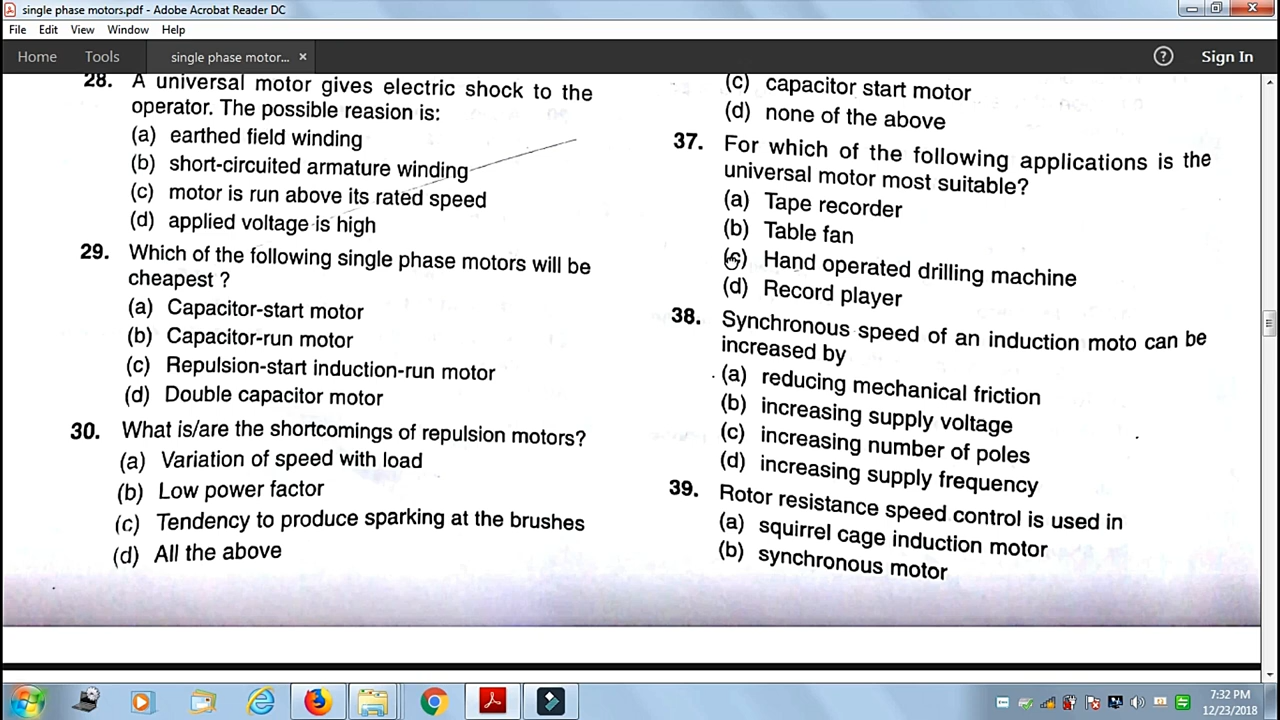 single phase motors.pdf - Adobe Acrobat Reader DC
File Edit View Window Help
Home Tools single phase motor... × ? Sign In
28. A universal motor gives electric shock to the
operator. The possible reason is:
(a) earthed field winding
(b) short-circuited armature winding
(c) motor is run above its rated speed
(d) applied voltage is high
29. Which of the following single phase motors will be
cheapest ?
(a) Capacitor-start motor
(b) Capacitor-run motor
(c) Repulsion-start induction-run motor
(d) Double capacitor motor
30. What is/are the shortcomings of repulsion motors?
(a) Variation of speed with load
(b) Low power factor
(c) Tendency to produce sparking at the brushes
(d) All the above
(c) capacitor start motor
(d) none of the above
37. For which of the following applications is the
universal motor most suitable?
(a) Tape recorder
(b) Table fan
(c) Hand operated drilling machine
(d) Record player
38. Synchronous speed of an induction moto can be
increased by
(a) reducing mechanical friction
(b) increasing supply voltage
(c) increasing number of poles
(d) increasing supply frequency
39. Rotor resistance speed control is used in
(a) squirrel cage induction motor
(b) synchronous motor
7:32 PM
12/23/2018